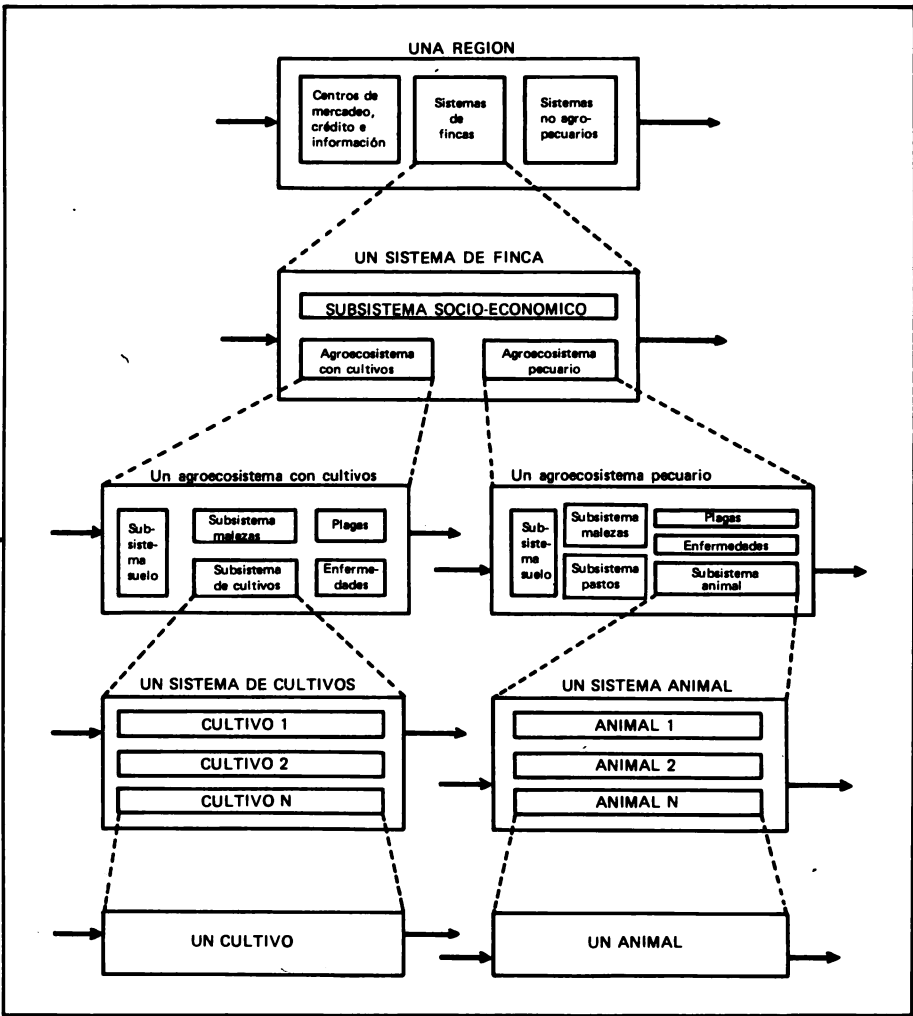 UNA REGION
Centros de
mercadeo,
crédito e
información
Sistemas
de
fincas
Sistemas
no agro-
pecuarios
UN SISTEMA DE FINCA
SUBSISTEMA SOCIO-ECONOMICO
Agroecosistema
con cultivos
Agroecosistema
pecuario
Un agroecosistema con cultivos
Sub-
siste-
ma
suelo
Subsistema
malezas
Plagas
Subsistema
de cultivos
Enferme-
dades
Un agroecosistema pecuario
Sub-
siste-
ma
suelo
Subsistema
malezas
Subsistema
pastos
Plagas
Enfermedades
Subsistema
animal
UN SISTEMA DE CULTIVOS
CULTIVO 1
CULTIVO 2
CULTIVO N
UN SISTEMA ANIMAL
ANIMAL 1
ANIMAL 2
ANIMAL N
UN CULTIVO
UN ANIMAL